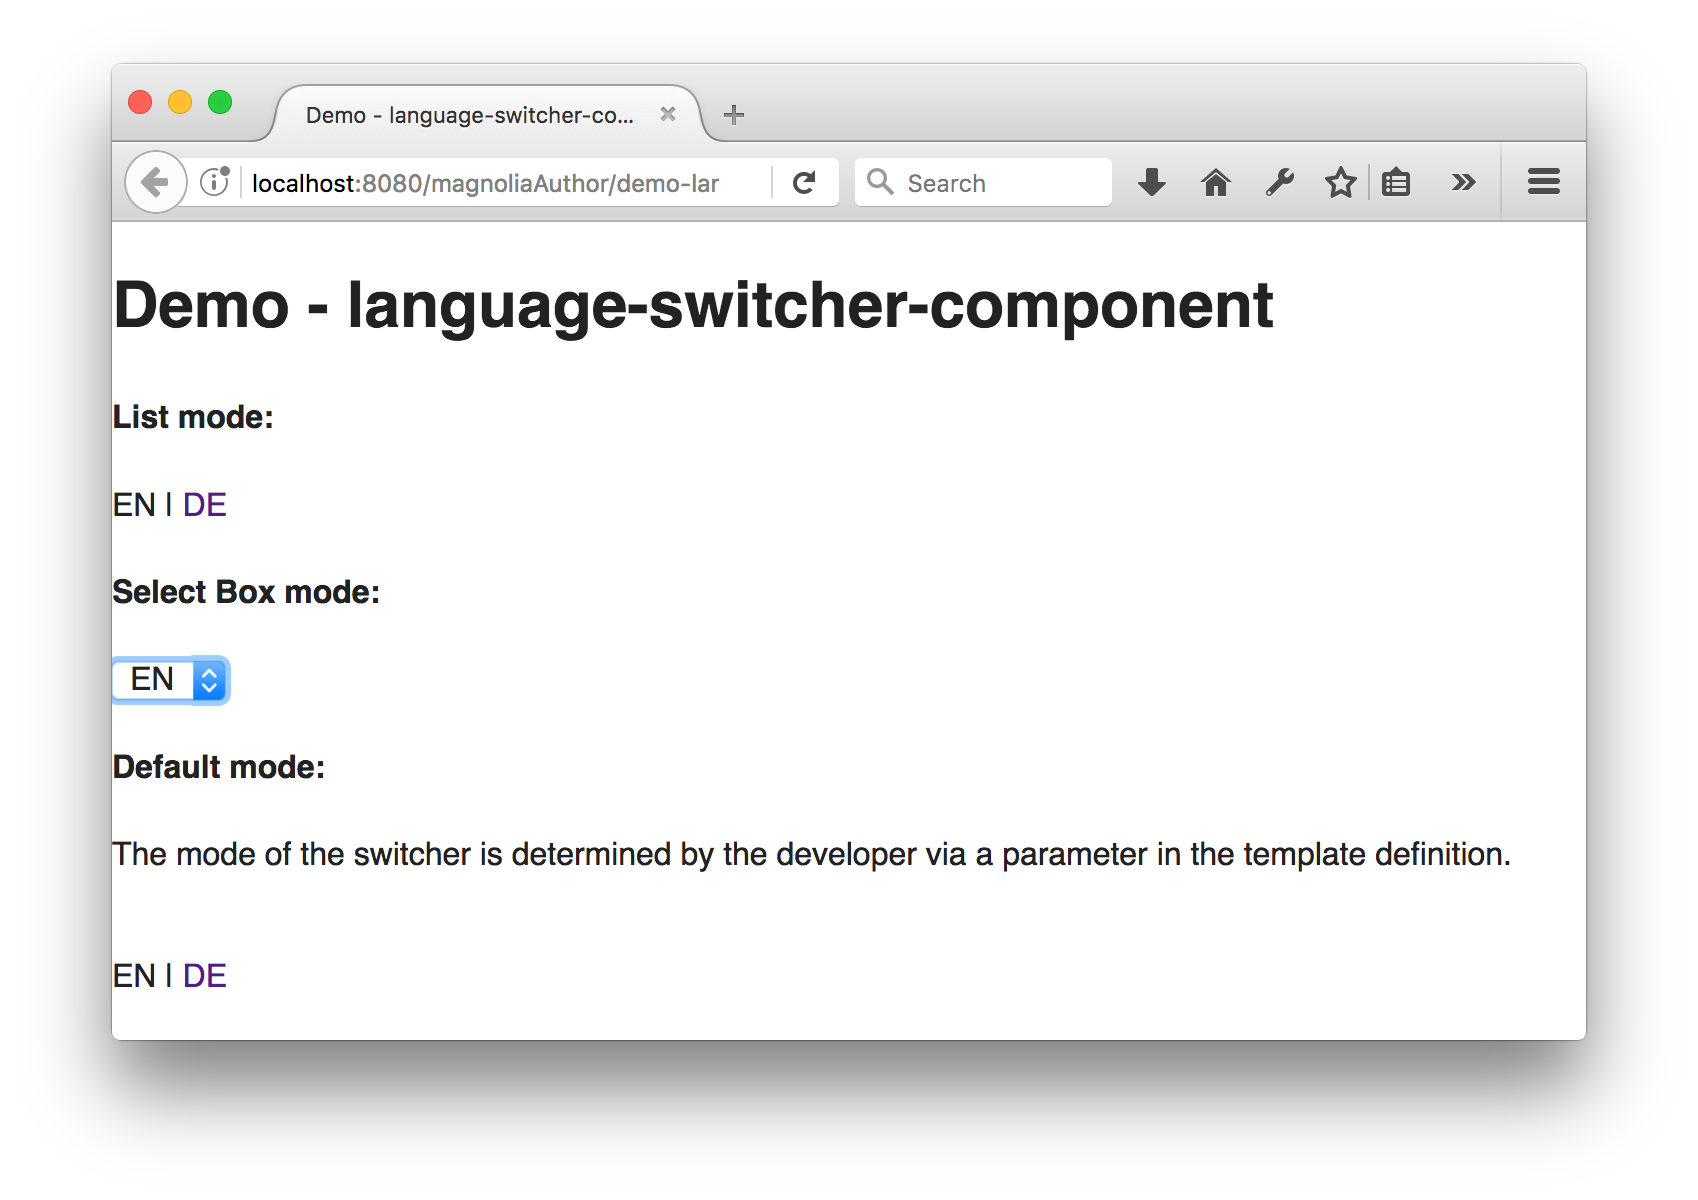 Demo - language-switcher-co...
localhost:8080/magnoliaAuthor/demo-lar
Search
Demo - language-switcher-component
List mode:
EN | DE
Select Box mode:
EN
Default mode:
The mode of the switcher is determined by the developer via a parameter in the template definition.
EN | DE